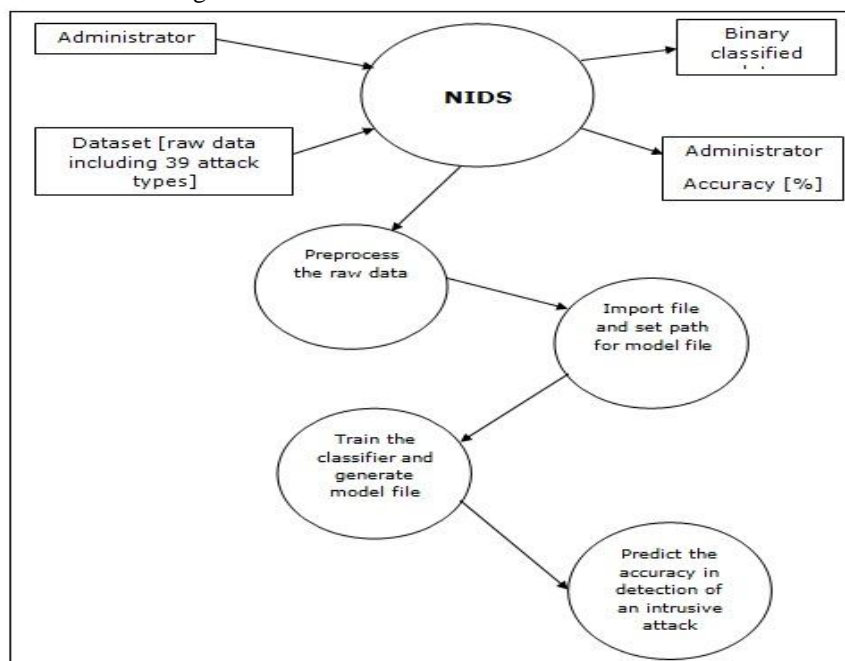 Administrator
Binary
classified
NIDS
Dataset [raw data
including 39 attack
types]
Administrator
Accuracy [%]
Preprocess
the raw data
Import file
and set path
for model file
Train the
classifier and
generate
model file
Predict the
accuracy in
detection of
an intrusive
attack